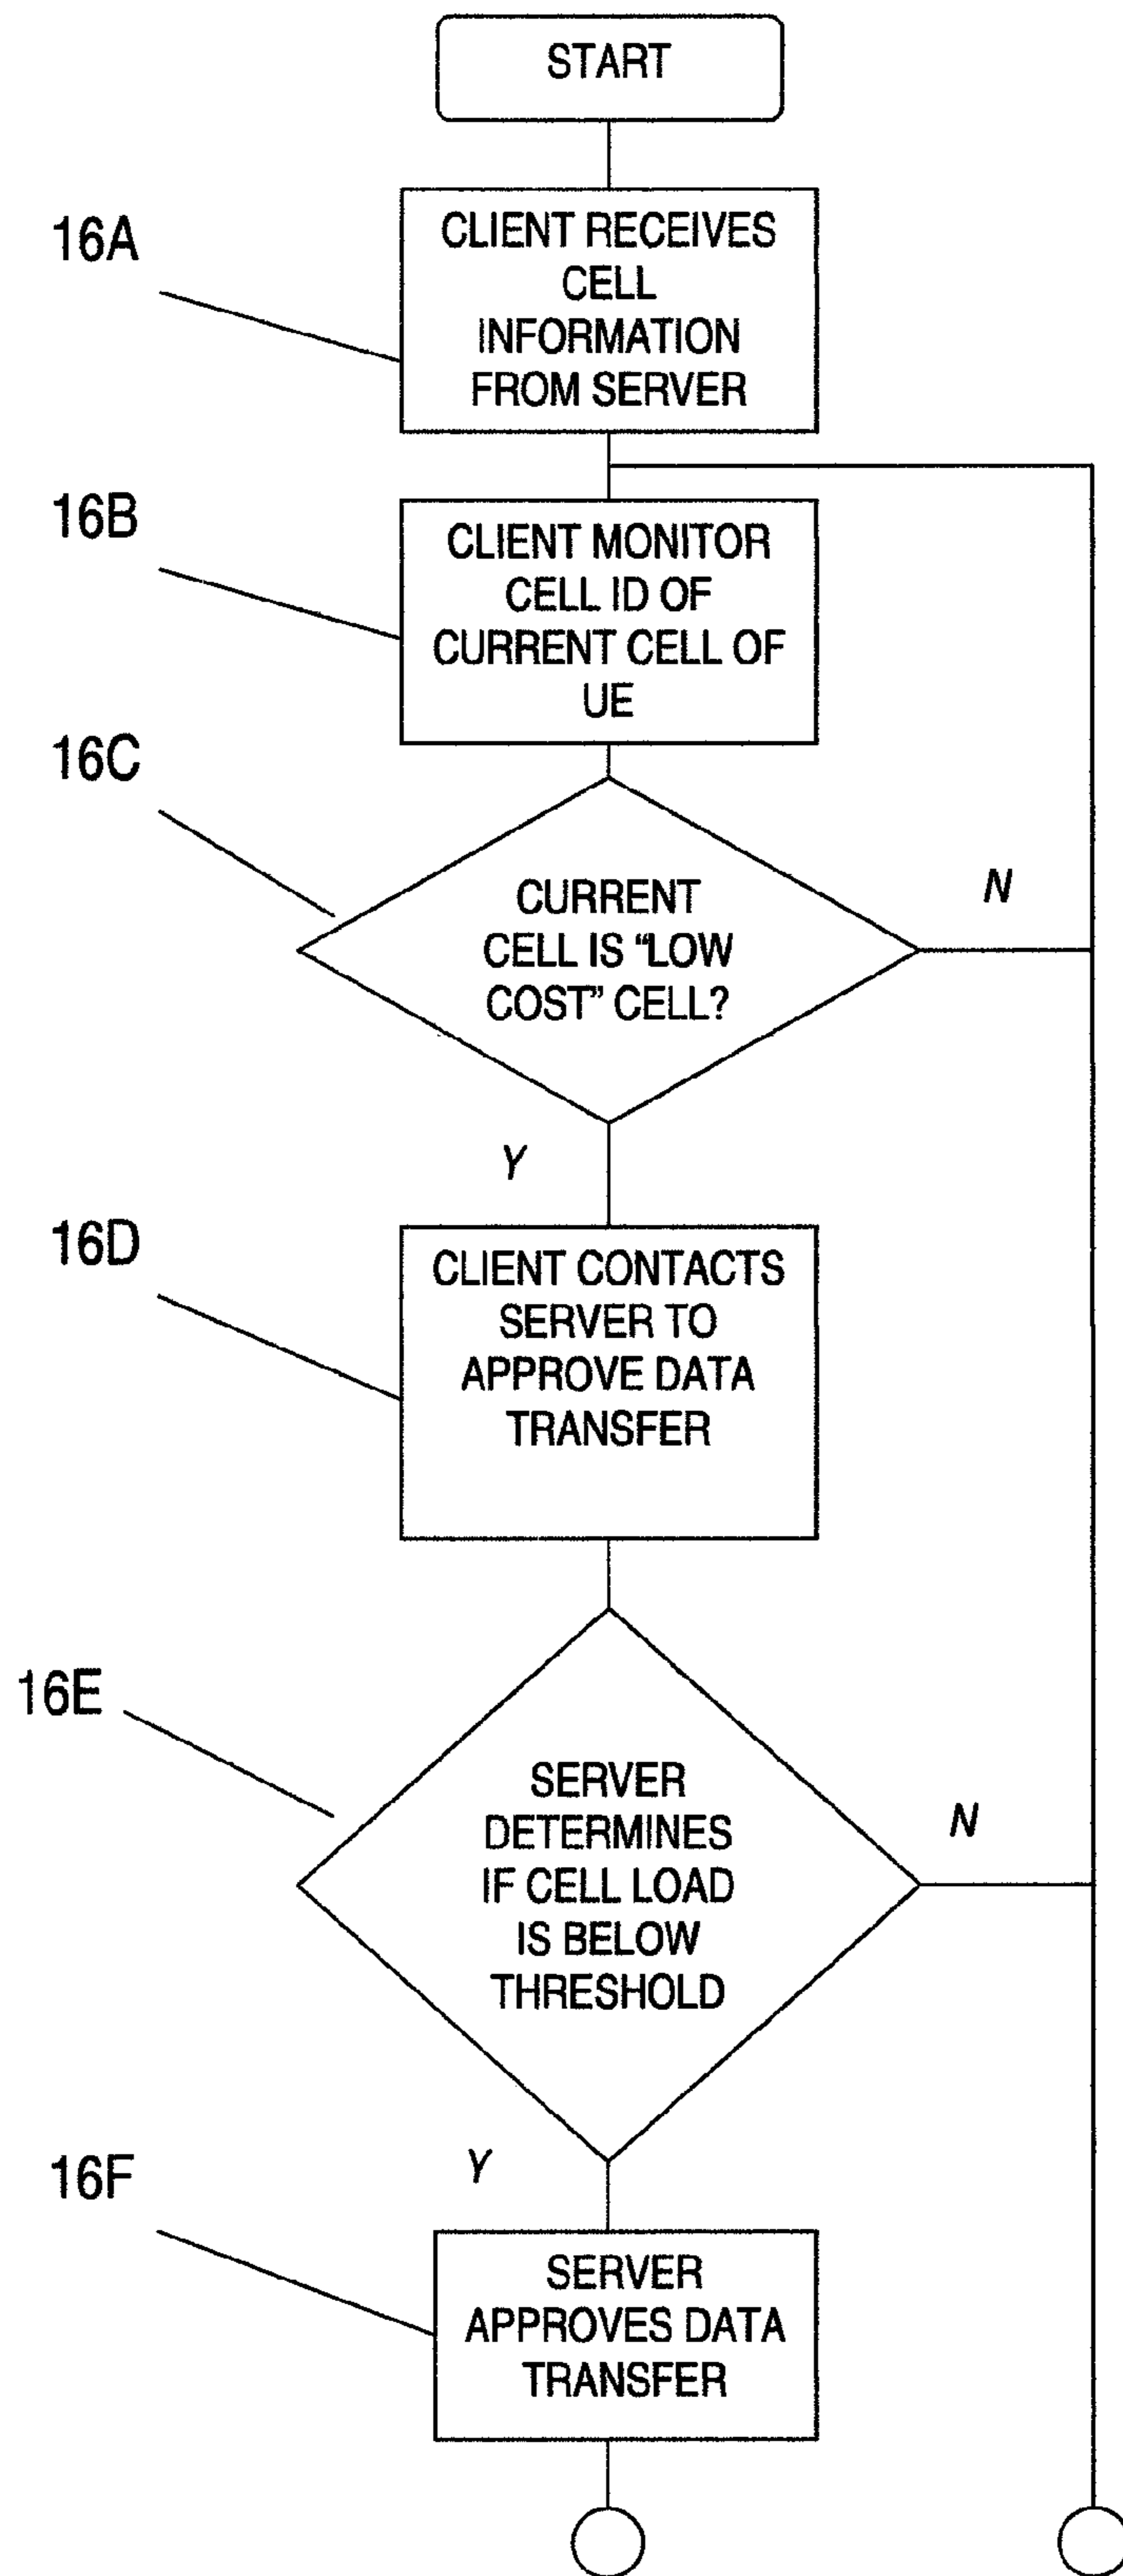 START
16A
CLIENT RECEIVES
CELL
INFORMATION
FROM SERVER
16B
CLIENT MONITOR
CELL ID OF
CURRENT CELL OF
UE
16C
CURRENT
CELL IS “LOW
COST” CELL?
N
Y
16D
CLIENT CONTACTS
SERVER TO
APPROVE DATA
TRANSFER
16E
SERVER
DETERMINES
IF CELL LOAD
IS BELOW
THRESHOLD
N
Y
16F
SERVER
APPROVES DATA
TRANSFER